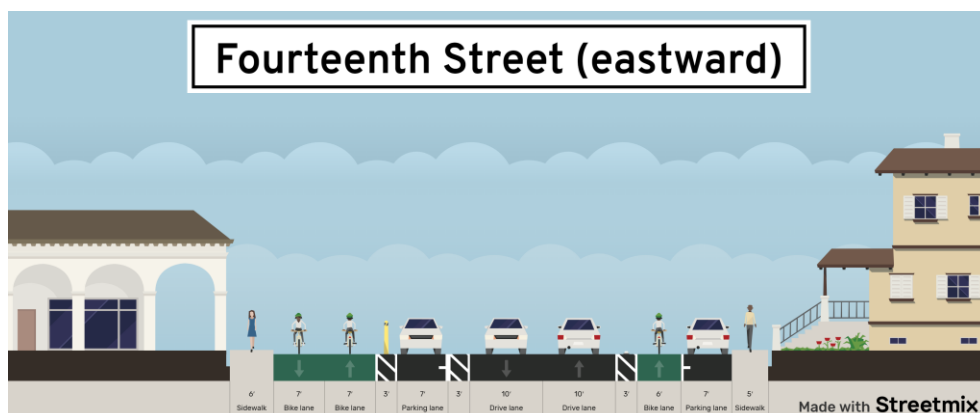 Fourteenth Street (eastward)
6' 7' 7' 3' 7' 3' 10' 10' 3' 6' 7' 5'
Sidewalk Bike lane Bike lane Parking lane Drive lane Drive lane Bike lane Parking lane Sidewalk
Made with Streetmix